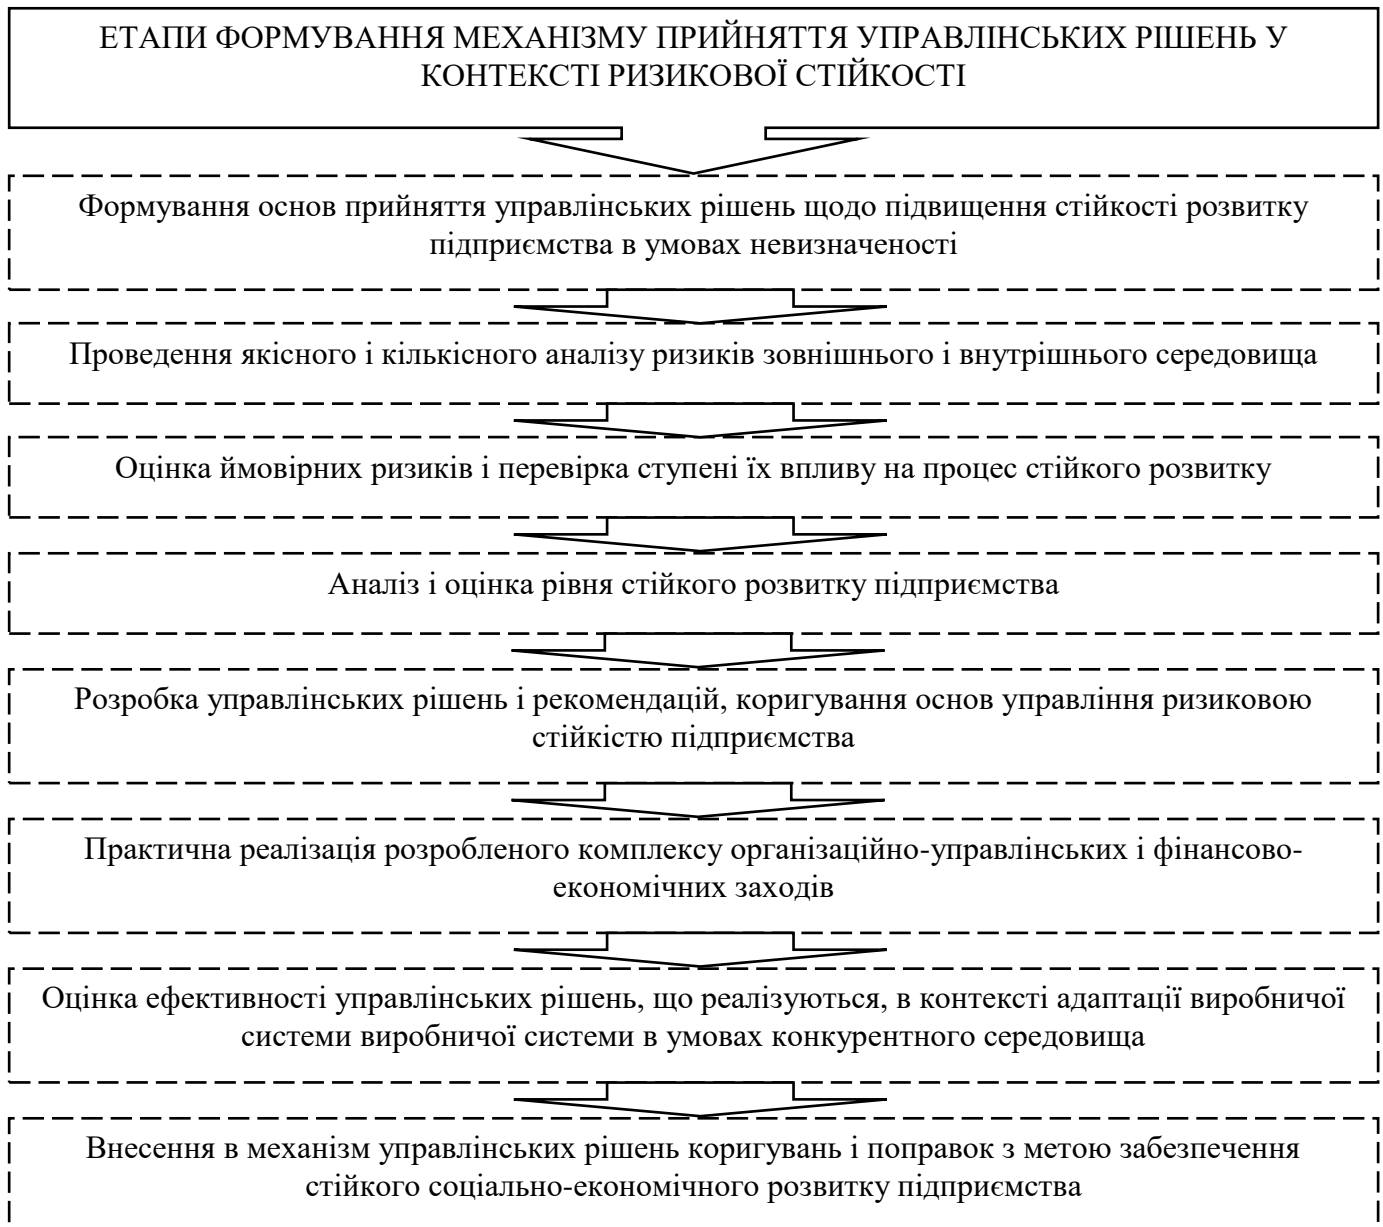 ЕТАПИ ФОРМУВАННЯ МЕХАНІЗМУ ПРИЙНЯТТЯ УПРАВЛІНСЬКИХ РІШЕНЬ У
КОНТЕКСТІ РИЗИКОВОЇ СТІЙКОСТІ
Формування основ прийняття управлінських рішень щодо підвищення стійкості розвитку
підприємства в умовах невизначеності
Проведення якісного і кількісного аналізу ризиків зовнішнього і внутрішнього середовища
Оцінка ймовірних ризиків і перевірка ступені їх впливу на процес стійкого розвитку
Аналіз і оцінка рівня стійкого розвитку підприємства
Розробка управлінських рішень і рекомендацій, коригування основ управління ризиковою
стійкістю підприємства
Практична реалізація розробленого комплексу організаційно-управлінських і фінансово-
економічних заходів
Оцінка ефективності управлінських рішень, що реалізуються, в контексті адаптації виробничої
системи виробничої системи в умовах конкурентного середовища
Внесення в механізм управлінських рішень коригувань і поправок з метою забезпечення
стійкого соціально-економічного розвитку підприємства